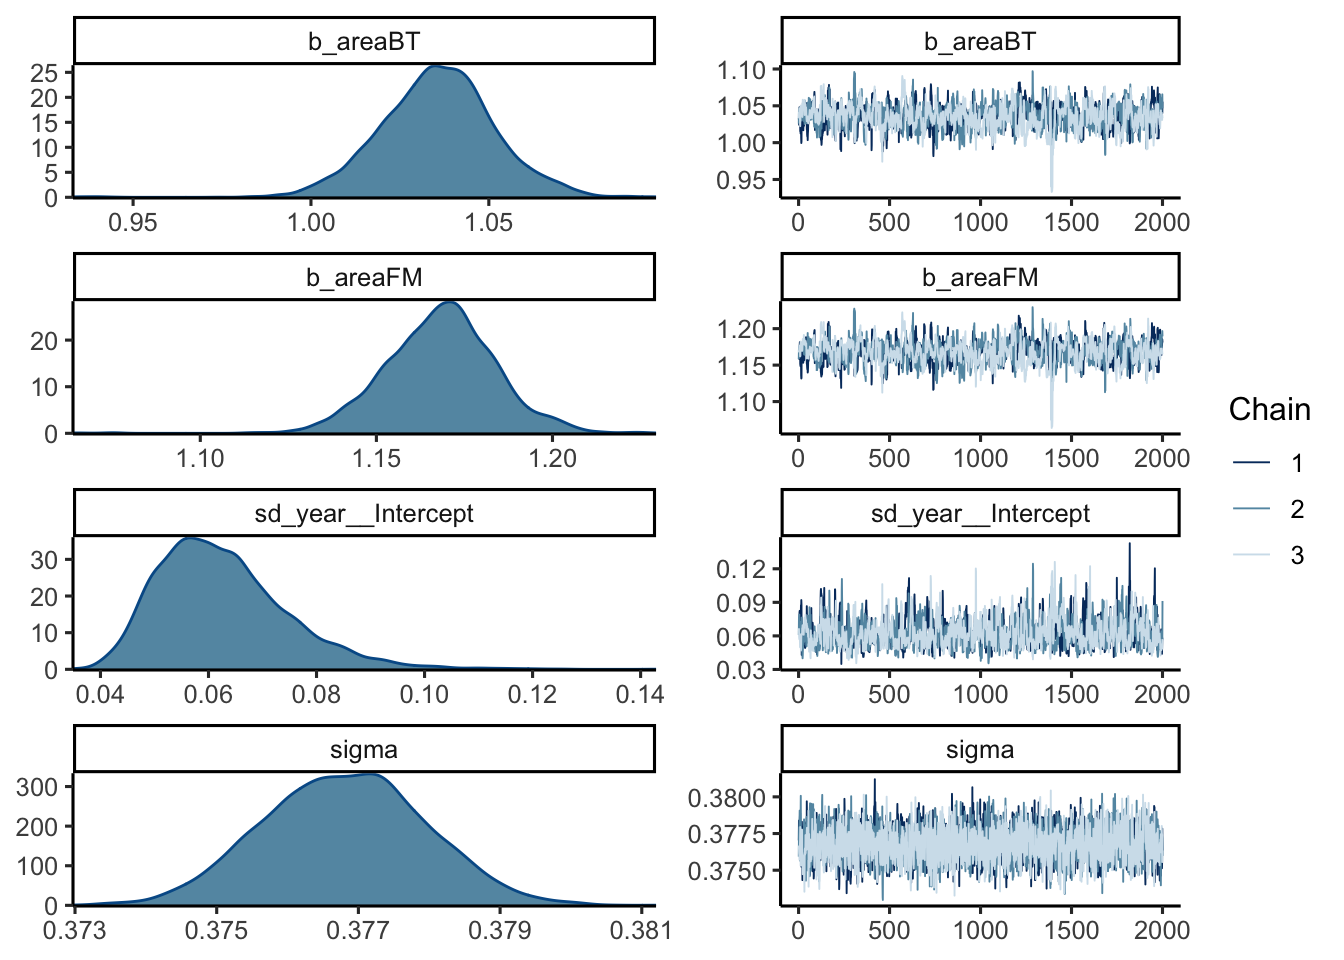 b_areaBT
25
20
15
10
5
0
0.95 1.00 1.05
b_areaBT
1.10
1.05
1.00
0.95
0 500 1000 1500 2000
b_areaFM
20
10
0
1.10 1.15 1.20
b_areaFM
1.20
1.15
1.10
0 500 1000 1500 2000
sd_year__Intercept
30
20
10
0
0.04 0.06 0.08 0.10 0.12 0.14
sd_year__Intercept
0.12
0.09
0.06
0.03
0 500 1000 1500 2000
sigma
300
200
100
0
0.373 0.375 0.377 0.379 0.381
sigma
0.3800
0.3775
0.3750
0 500 1000 1500 2000
Chain
1
2
3